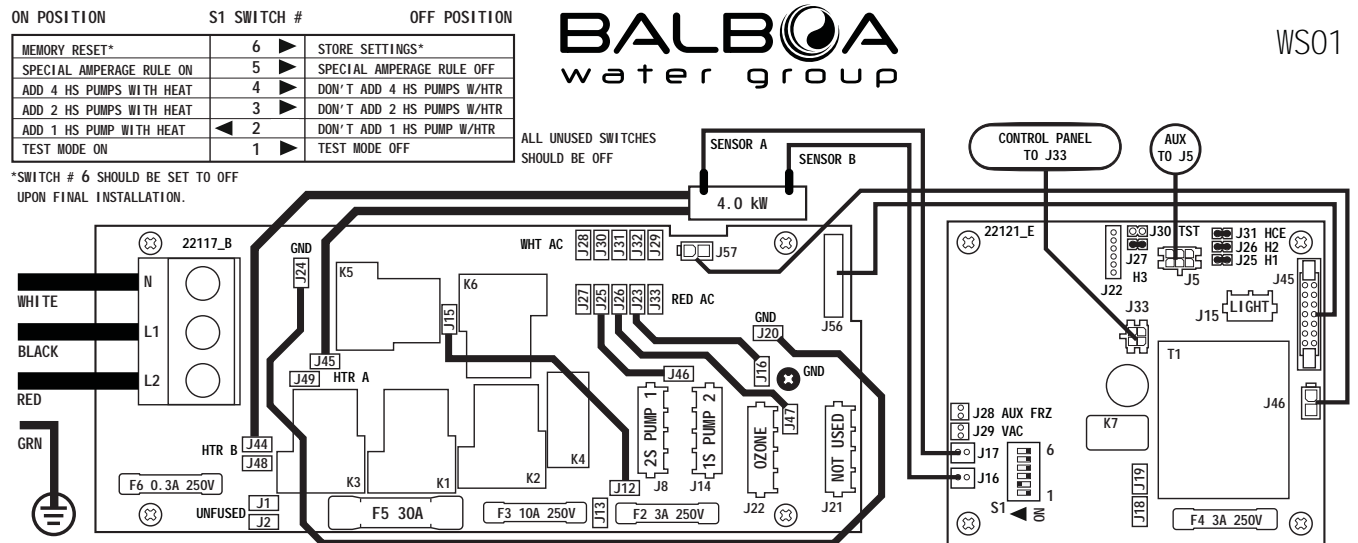 ON POSITION S1 SWITCH # OFF POSITION
MEMORY RESET* 6 ► STORE SETTINGS*
SPECIAL AMPERAGE RULE ON 5 ► SPECIAL AMPERAGE RULE OFF
ADD 4 HS PUMPS WITH HEAT 4 ► DON'T ADD 4 HS PUMPS W/HTR
ADD 2 HS PUMPS WITH HEAT 3 ► DON'T ADD 2 HS PUMPS W/HTR
ADD 1 HS PUMP WITH HEAT ◄ 2 DON'T ADD 1 HS PUMP W/HTR
TEST MODE ON 1 ► TEST MODE OFF
*SWITCH # 6 SHOULD BE SET TO OFF
UPON FINAL INSTALLATION.
ALL UNUSED SWITCHES
SHOULD BE OFF
BALBOA
water group
WS01
SENSOR A
SENSOR B
4.0 kW
CONTROL PANEL
TO J33
AUX
TO J5
22117_B
N
L1
L2
WHITE
BLACK
RED
GRN
GND
J24
K5
K6
J15
J45
J49
HTR A
HTR B
J44
J48
F6 0.3A 250V
UNFUSED
J1
J2
K3
K1
K2
K4
F5 30A
F3 10A 250V
J13
J12
F2 3A 250V
WHT AC
J28
J30
J31
J32
J29
J57
J27
J25
J26
J23
J33
RED AC
J56
GND
J20
J16
GND
J46
J47
2S PUMP 1
J8
1S PUMP 2
J14
OZONE
J22
NOT USED
J21
22121_E
J22
J30 TST
J27
H3
J5
J31 HCE
J26 H2
J25 H1
J45
J33
J15
LIGHT
T1
J46
K7
J28 AUX FRZ
J29 VAC
J17
J16
6
1
S1
ON
J19
J18
F4 3A 250V